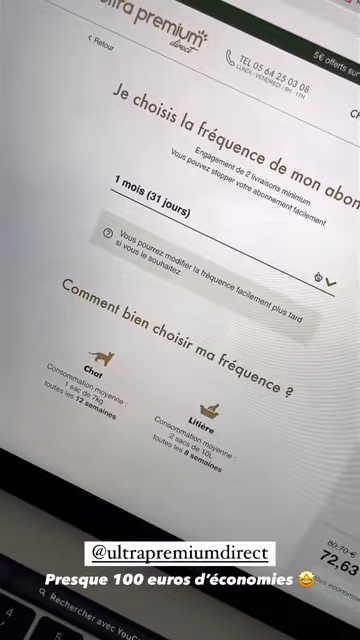 ultra premium
direct
< Retour
TEL 05 64 25 03 08
LUNDI - VENDREDI / 9H - 17H
5€ offerts sur
Je choisis la fréquence de mon abon
Engagement de 2 livraisons minimum
Vous pouvez stopper votre abonnement facilement
1 mois (31 jours)
Vous pourrez modifier la fréquence facilement plus tard
si vous le souhaitez
Comment bien choisir ma fréquence ?
Chat
Consommation moyenne :
1 sac de 7kg
toutes les 12 semaines
Litière
Consommation moyenne :
2 sacs de 10L
toutes les 8 semaines
80,70 €
72,63
vous économisez
@ultrapremiumdirect
Presque 100 euros d'économies 🤩
Rechercher avec YouC